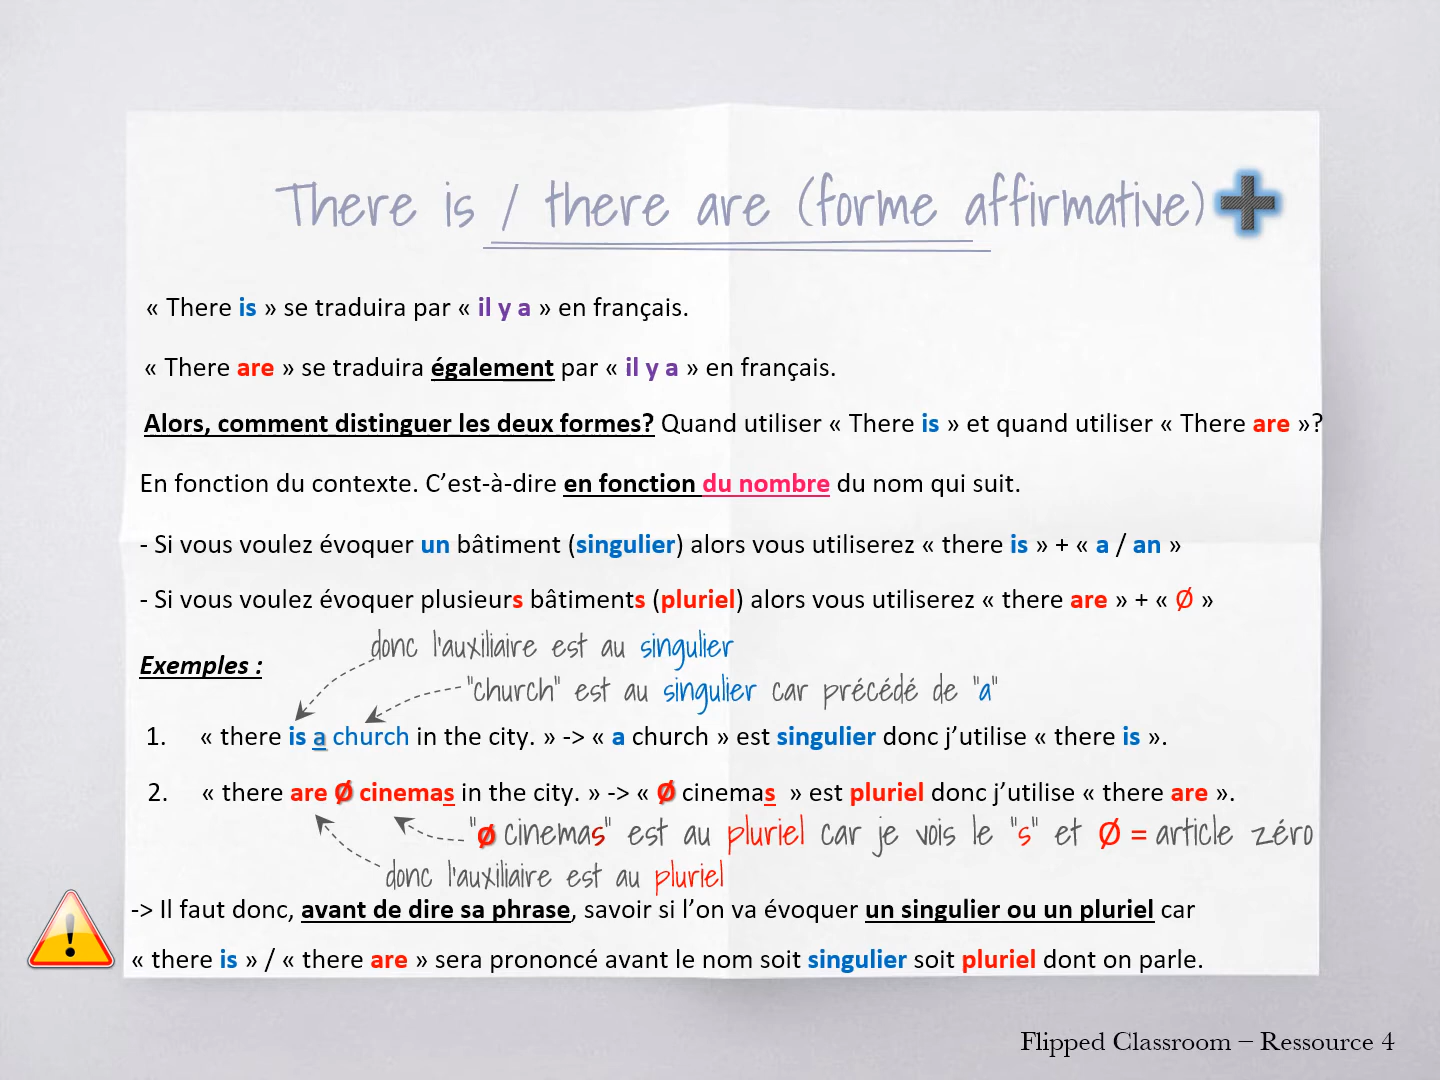 There is / there are (forme affirmative)
« There is » se traduira par « il y a » en français.
« There are » se traduira également par « il y a » en français.
Alors, comment distinguer les deux formes? Quand utiliser « There is » et quand utiliser « There are »?
En fonction du contexte. C’est-à-dire en fonction du nombre du nom qui suit.
- Si vous voulez évoquer un bâtiment (singulier) alors vous utiliserez « there is » + « a / an »
- Si vous voulez évoquer plusieurs bâtiments (pluriel) alors vous utiliserez « there are » + « Ø »
donc l'auxiliaire est au singulier
Exemples :
"church" est au singulier car précédé de "a"
1. « there is a church in the city. » -> « a church » est singulier donc j’utilise « there is ».
2. « there are Ø cinemas in the city. » -> « Ø cinemas » est pluriel donc j’utilise « there are ».
"Ø cinemas" est au pluriel car je vois le "s" et Ø = article zéro
donc l'auxiliaire est au pluriel
-> Il faut donc, avant de dire sa phrase, savoir si l’on va évoquer un singulier ou un pluriel car
« there is » / « there are » sera prononcé avant le nom soit singulier soit pluriel dont on parle.
Flipped Classroom – Ressource 4